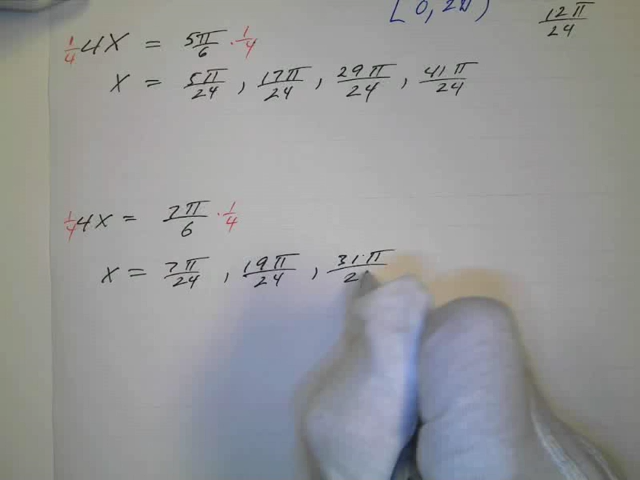 [0, 2π)
12π/24
1/4 4X = 5π/6 · 1/4
X = 5π/24, 17π/24, 29π/24, 41π/24
1/4 4X = 7π/6 · 1/4
X = 7π/24, 19π/24, 31π/2